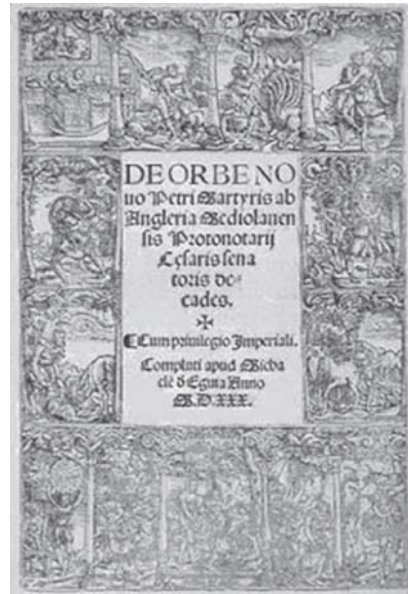 DE ORBE NO
uo Petri Martyris ab
Angleria Mediolanen
sis Protonotarij
Cęsaris sena
toris de⸗
cades.
✠
Cum priuilegio Imperiali.
Compluti apud Micha
elē d̓ Eguia Anno
M.D.XXX.